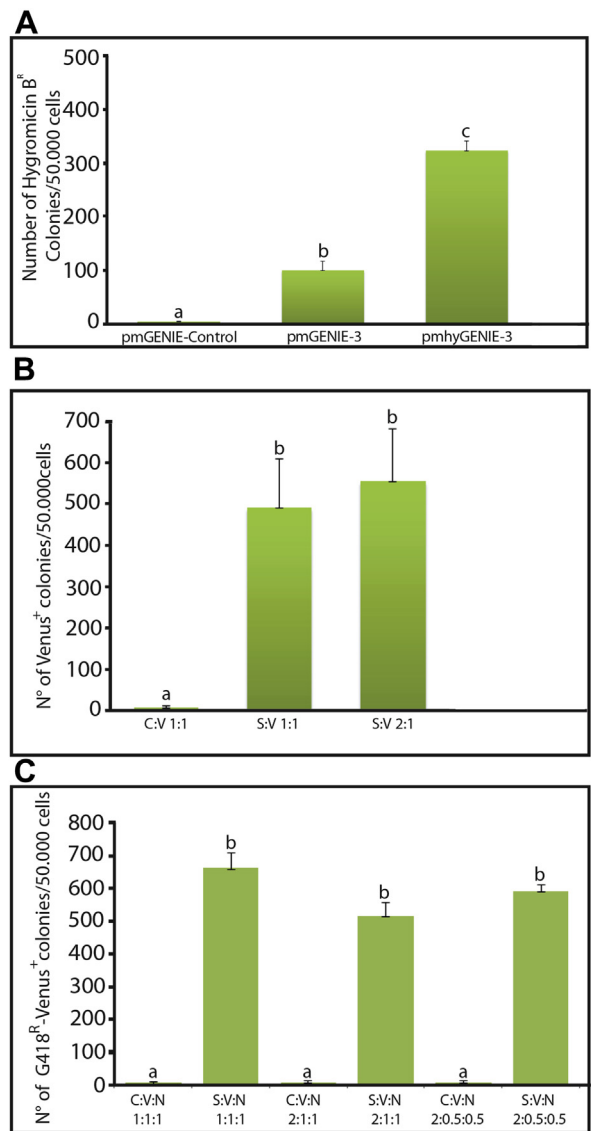 A
Number of Hygromicin Bᴿ
Colonies/50.000 cells
500
400
300
200
100
0
a
b
c
pmGENIE-Control
pmGENIE-3
pmhyGENIE-3
B
N° of Venus⁺ colonies/50.000cells
700
600
500
400
300
200
100
0
a
b
b
C:V 1:1
S:V 1:1
S:V 2:1
C
N° of G418ᴿ-Venus⁺colonies/50.000 cells
800
700
600
500
400
300
200
100
0
a
b
a
b
a
b
C:V:N
1:1:1
S:V:N
1:1:1
C:V:N
2:1:1
S:V:N
2:1:1
C:V:N
2:0.5:0.5
S:V:N
2:0.5:0.5